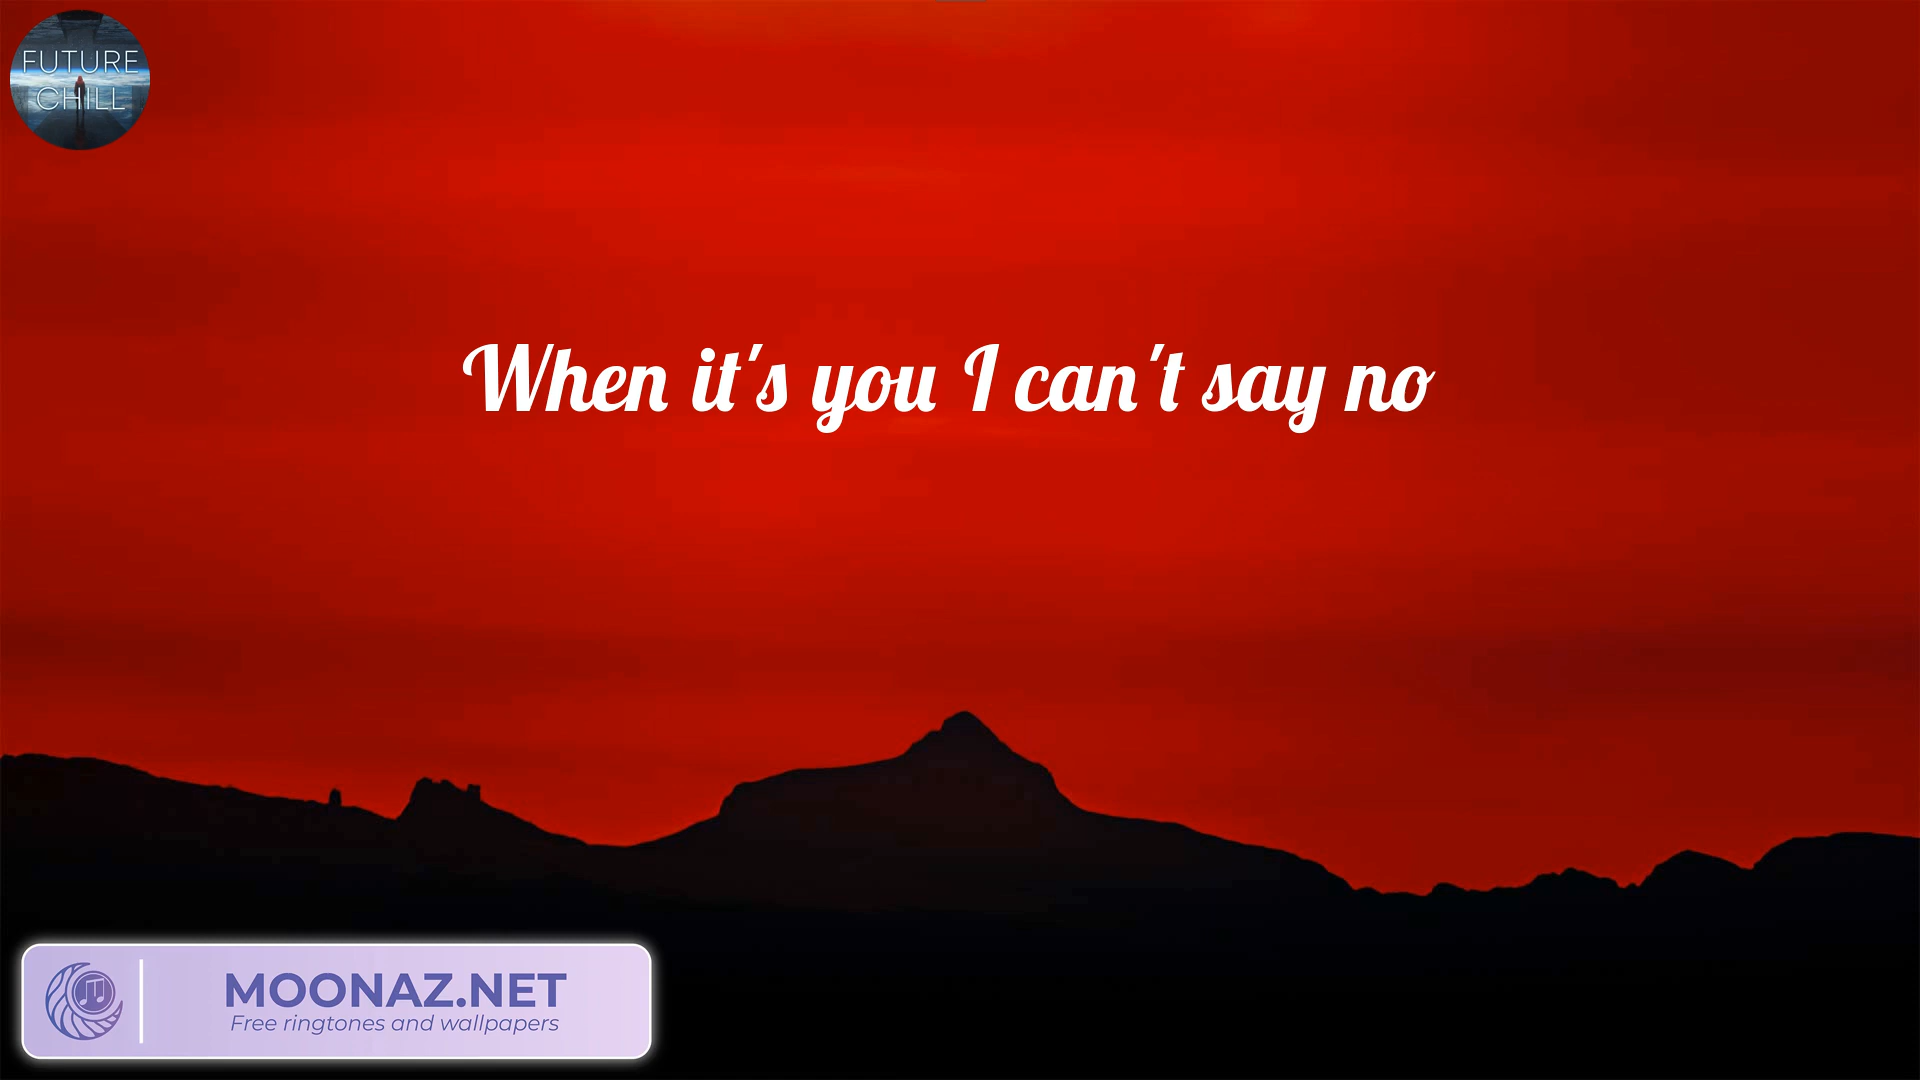 FUTURE
CHILL
When it's you I can't say no
MOONAZ.NET
Free ringtones and wallpapers